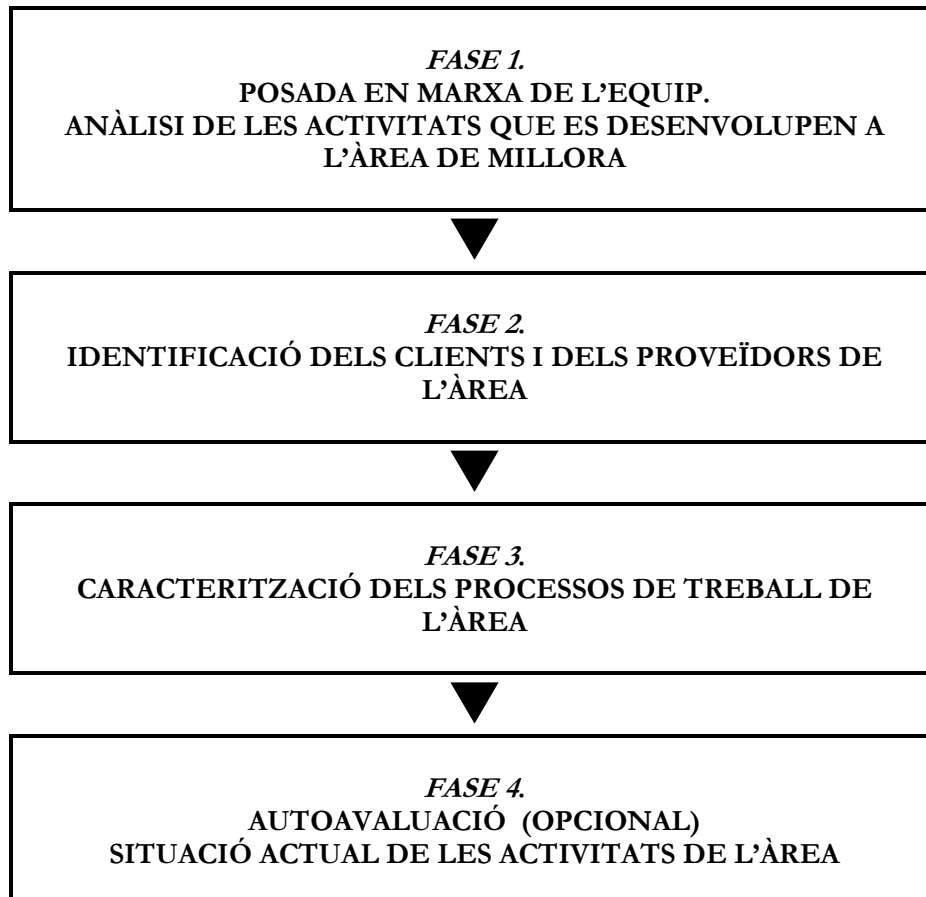 FASE 1.
POSADA EN MARXA DE L’EQUIP.
ANÀLISI DE LES ACTIVITATS QUE ES DESENVOLUPEN A
L’ÀREA DE MILLORA
FASE 2.
IDENTIFICACIÓ DELS CLIENTS I DELS PROVEÏDORS DE
L’ÀREA
FASE 3.
CARACTERITZACIÓ DELS PROCESSOS DE TREBALL DE
L’ÀREA
FASE 4.
AUTOAVALUACIÓ (OPCIONAL)
SITUACIÓ ACTUAL DE LES ACTIVITATS DE L’ÀREA